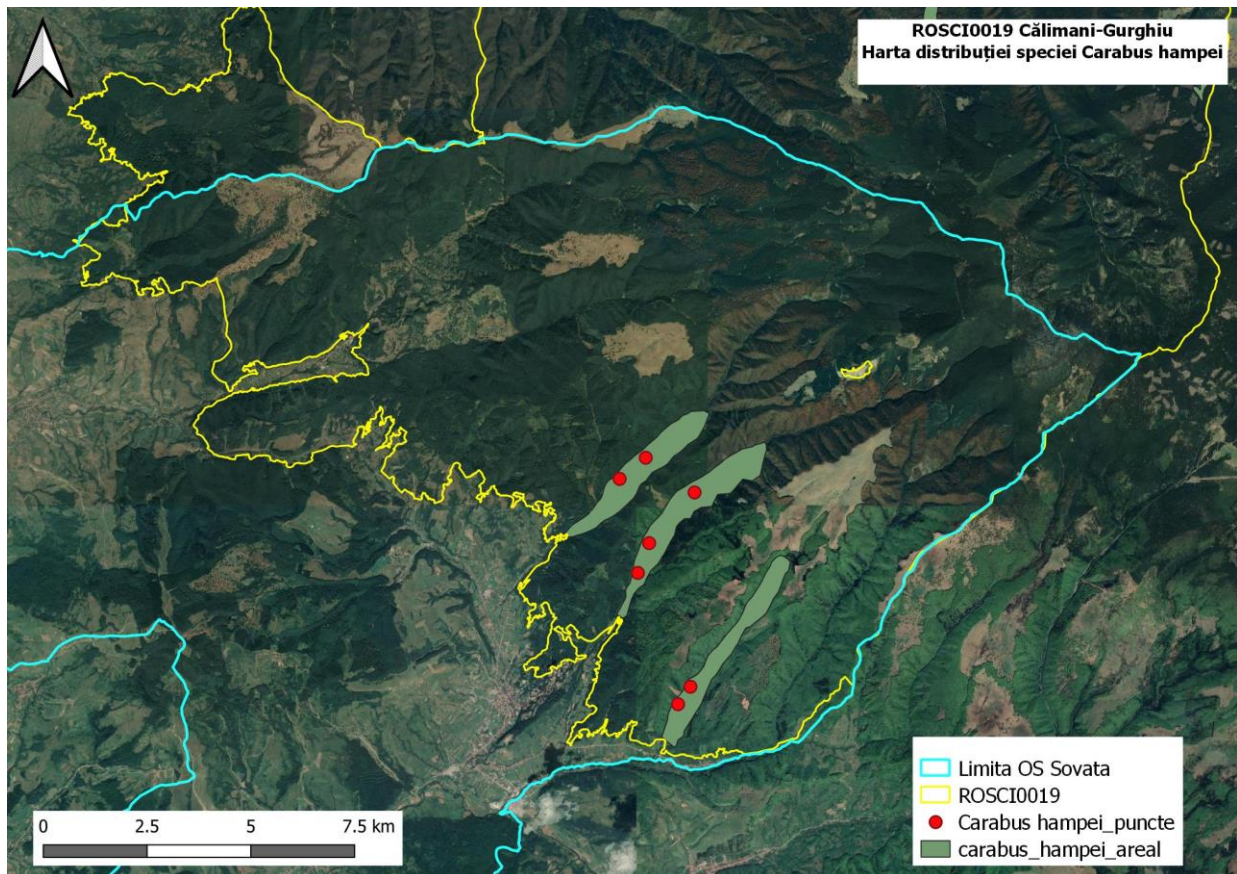 ROSCI0019 Călimani-Gurghiu
Harta distribuției speciei Carabus hampei
Limita OS Sovata
ROSCI0019
Carabus hampei_puncte
carabus_hampei_areal
0 2.5 5 7.5 km